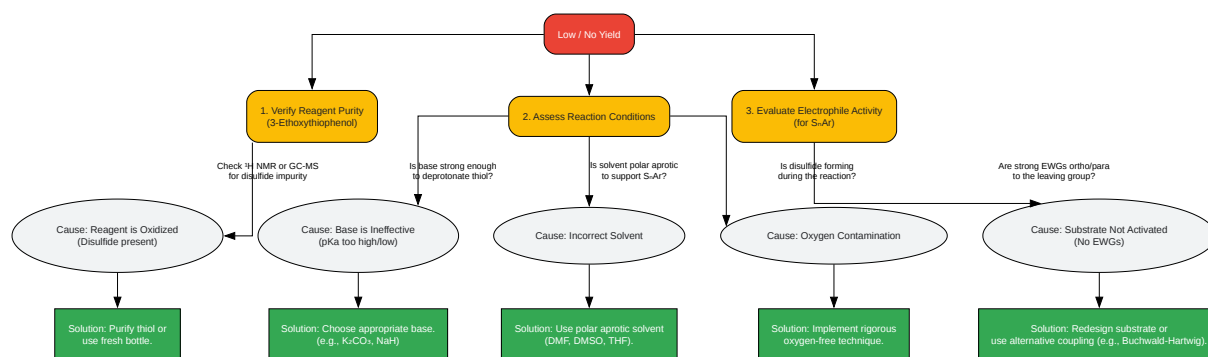 Low / No Yield
1. Verify Reagent Purity
(3-Ethoxythiophenol)
2. Assess Reaction Conditions
3. Evaluate Electrophile Activity
(for SₙAr)
Check ¹H NMR or GC-MS
for disulfide impurity
Is base strong enough
to deprotonate thiol?
Is solvent polar aprotic
to support SₙAr?
Is disulfide forming
during the reaction?
Are strong EWGs ortho/para
to the leaving group?
Cause: Reagent is Oxidized
(Disulfide present)
Cause: Base is Ineffective
(pKa too high/low)
Cause: Incorrect Solvent
Cause: Oxygen Contamination
Cause: Substrate Not Activated
(No EWGs)
Solution: Purify thiol or
use fresh bottle.
Solution: Choose appropriate base.
(e.g., K₂CO₃, NaH)
Solution: Use polar aprotic solvent
(DMF, DMSO, THF).
Solution: Implement rigorous
oxygen-free technique.
Solution: Redesign substrate or
use alternative coupling (e.g., Buchwald-Hartwig).